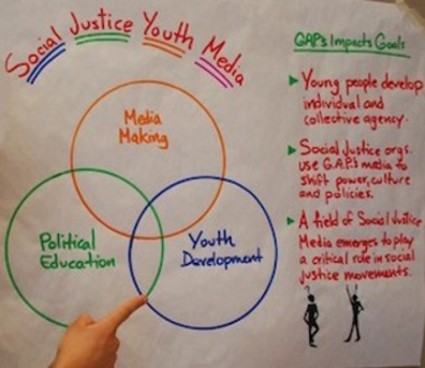 Social Justice Youth Media
Media
Making
Political
Education
Youth
Development
GAPs Impacts Goals
Young people develop
individual and
collective agency.
Social Justice orgs.
use G.A.P.'s media to
shift power, culture
and policies.
A field of Social Justice
Media emerges to play
a critical role in social
justice movements.